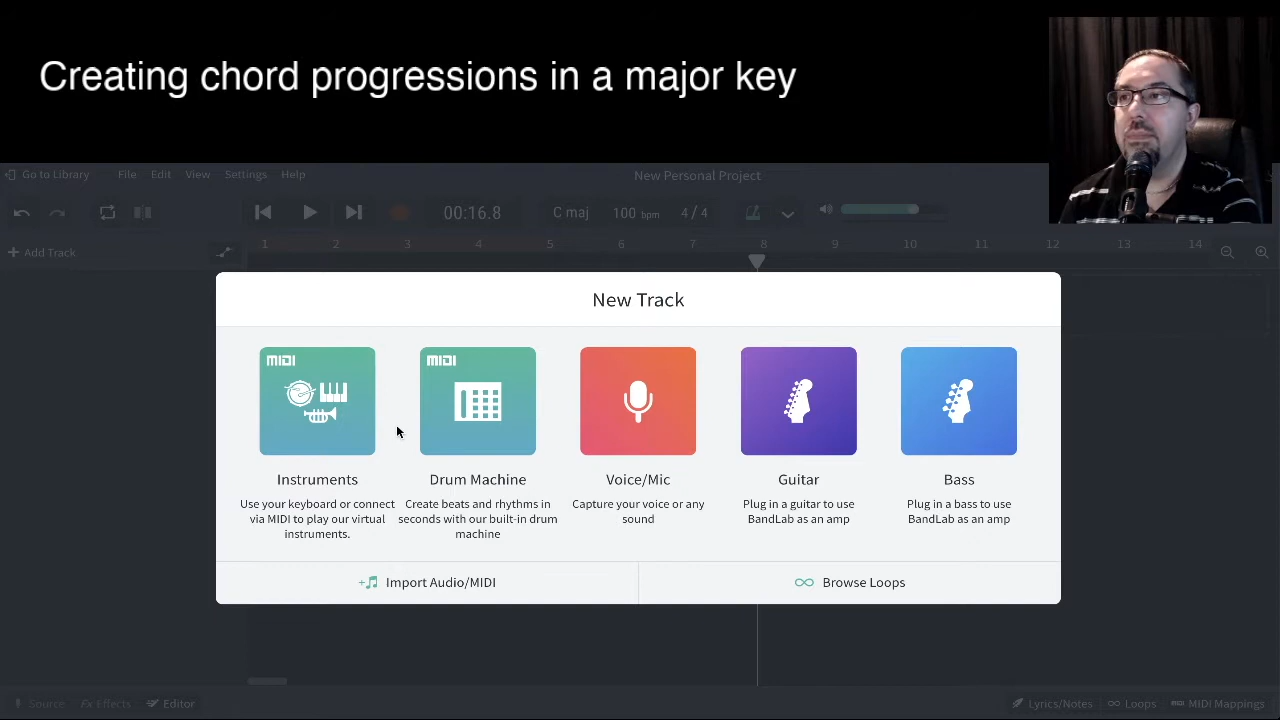 Creating chord progressions in a major key
Go to Library File Edit View Settings Help New Personal Project
00:16.8 C maj 100 bpm 4 / 4
Add Track 1 2 3 4 5 6 7 8 9 10 11 12 13 14
New Track
MIDI MIDI
Instruments Drum Machine Voice/Mic Guitar Bass
Use your keyboard or connect Create beats and rhythms in Capture your voice or any Plug in a guitar to use Plug in a bass to use
via MIDI to play our virtual seconds with our built-in drum sound BandLab as an amp BandLab as an amp
instruments. machine
Import Audio/MIDI Browse Loops
Source Fx Effects Editor Lyrics/Notes Loops MIDI MIDI Mappings